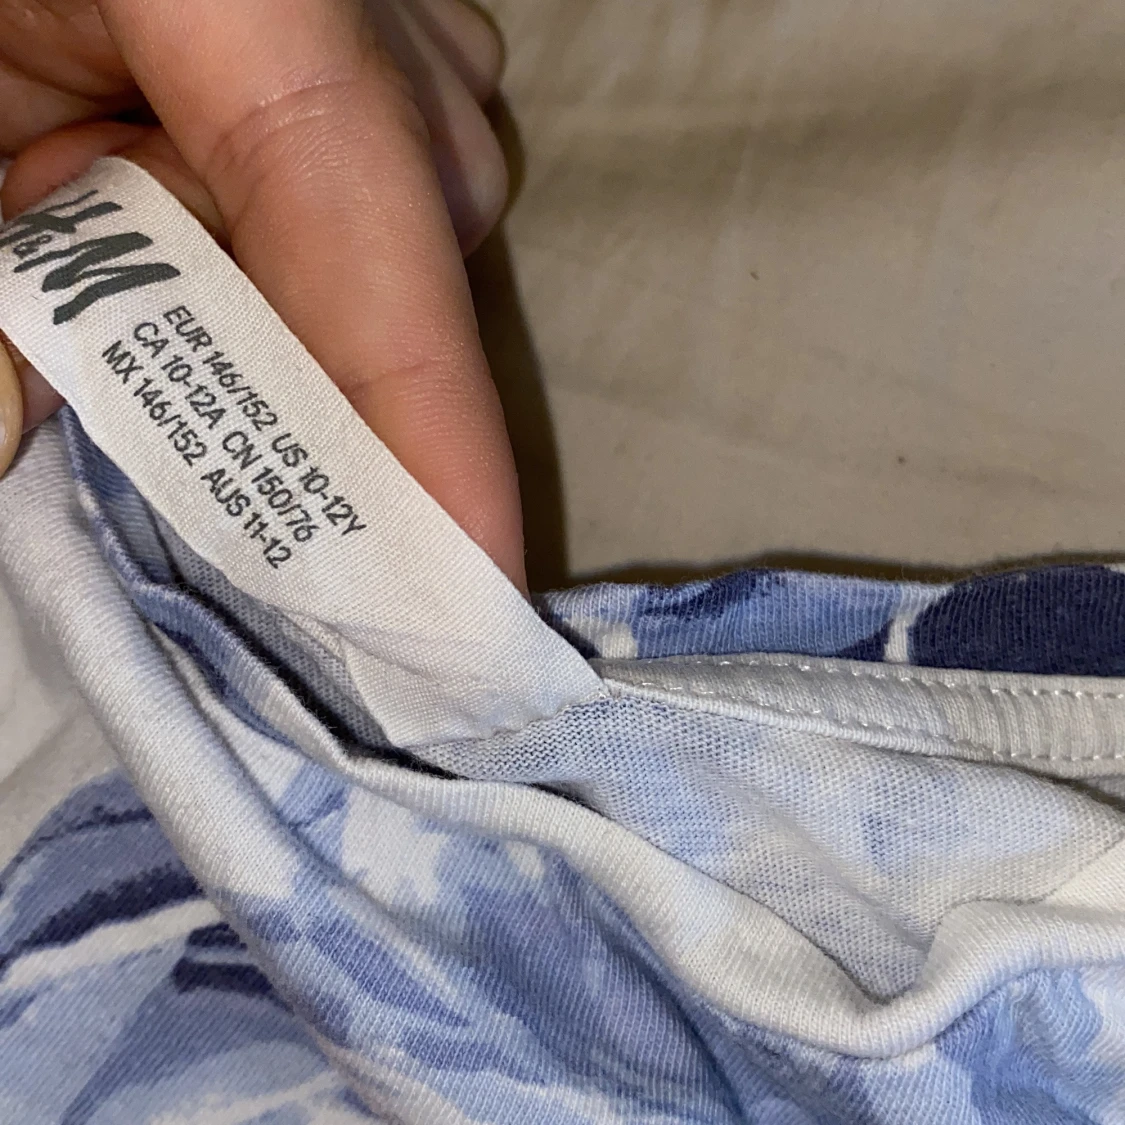 H&M
EUR 146/152 US 10-12Y
CA 10-12A CN 150/76
MX 146/152 AUS 11-12